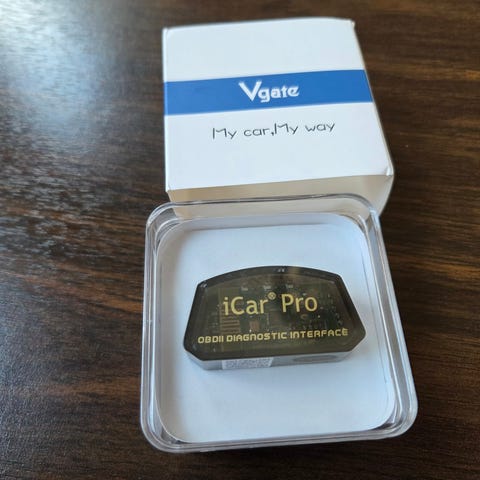 Vgate
My car,My way
iCar® Pro
OBDII DIAGNOSTIC INTERFACE